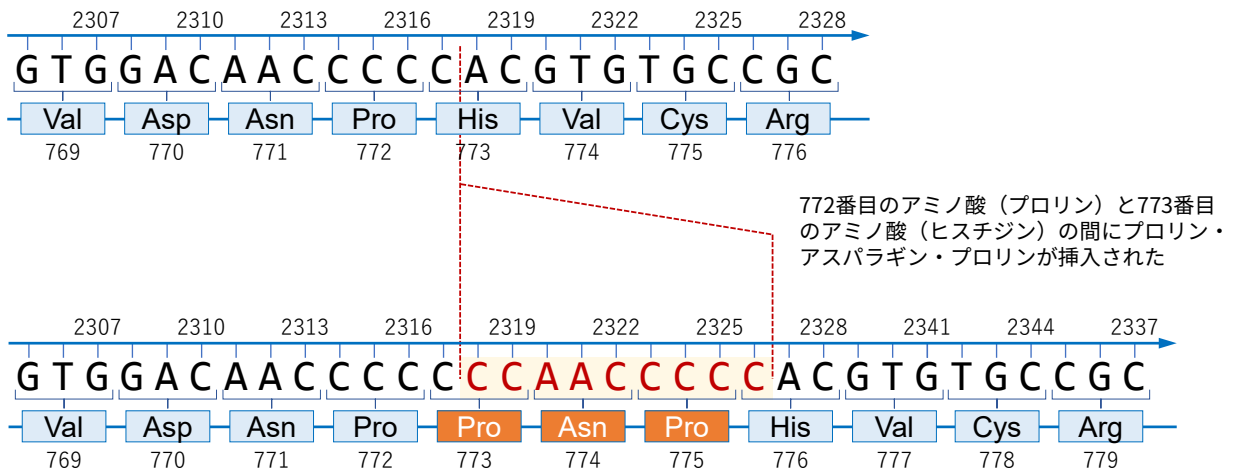 2307 2310 2313 2316 2319 2322 2325 2328
G T G G A C A A C C C C C A C G T G T G C C G C
Val Asp Asn Pro His Val Cys Arg
769 770 771 772 773 774 775 776
772番目のアミノ酸（プロリン）と773番目
のアミノ酸（ヒスチジン）の間にプロリン・
アスパラギン・プロリンが挿入された
2307 2310 2313 2316 2319 2322 2325 2328 2341 2344 2337
G T G G A C A A C C C C C C C A A C C C C C A C G T G T G C C G C
Val Asp Asn Pro Pro Asn Pro His Val Cys Arg
769 770 771 772 773 774 775 776 777 778 779